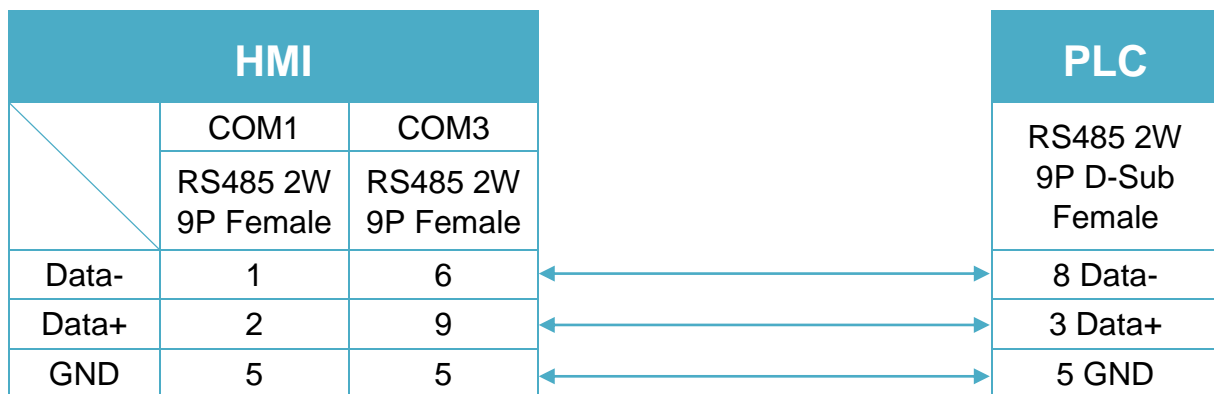 HMI
PLC
COM1 COM3
RS485 2W
9P Female
RS485 2W
9P Female
RS485 2W
9P D-Sub
Female
Data- 1 6 8 Data-
Data+ 2 9 3 Data+
GND 5 5 5 GND